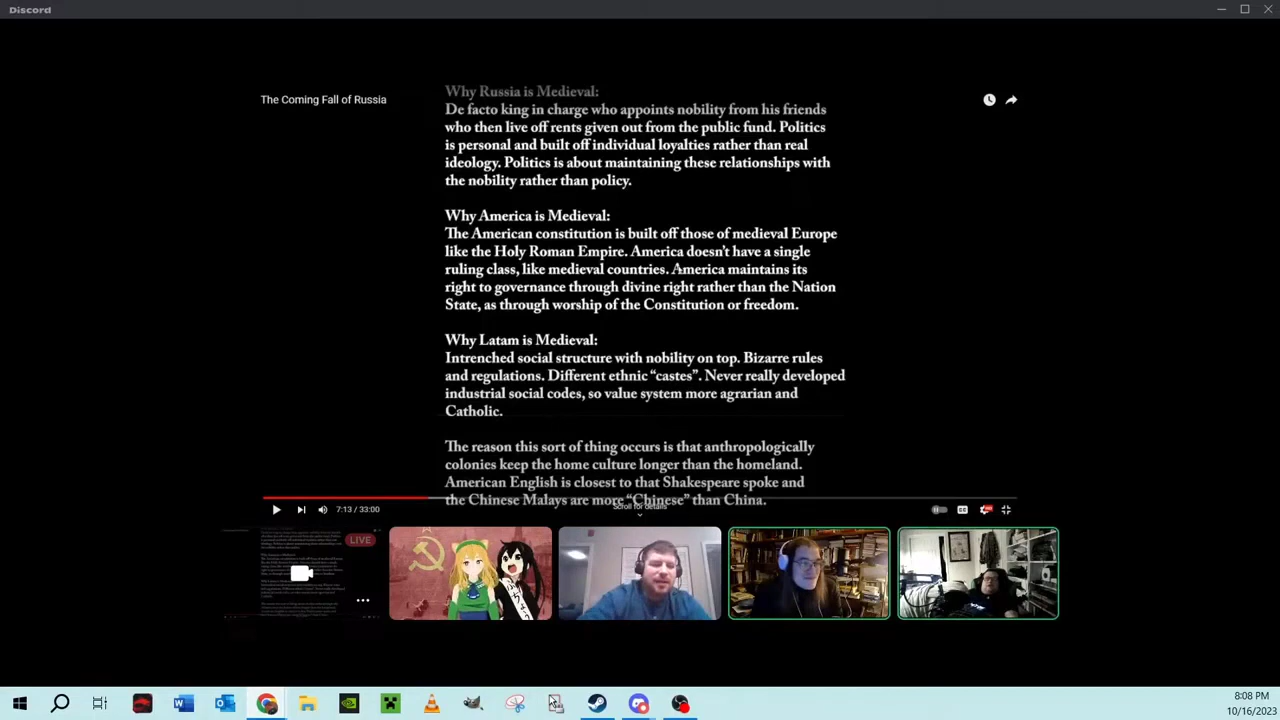 Discord
The Coming Fall of Russia
Why Russia is Medieval:
De facto king in charge who appoints nobility from his friends
who then live off rents given out from the public fund. Politics
is personal and built off individual loyalties rather than real
ideology. Politics is about maintaining these relationships with
the nobility rather than policy.
Why America is Medieval:
The American constitution is built off those of medieval Europe
like the Holy Roman Empire. America doesn't have a single
ruling class, like medieval countries. America maintains its
right to governance through divine right rather than the Nation
State, as through worship of the Constitution or freedom.
Why Latam is Medieval:
Intrenched social structure with nobility on top. Bizarre rules
and regulations. Different ethnic “castes”. Never really developed
industrial social codes, so value system more agrarian and
Catholic.
The reason this sort of thing occurs is that anthropologically
colonies keep the home culture longer than the homeland.
American English is closest to that Shakespeare spoke and
the Chinese Malays are more “Chinese” than China.
Scroll for details
7:13 / 33:00
CC
LIVE
8:08 PM
10/16/2023